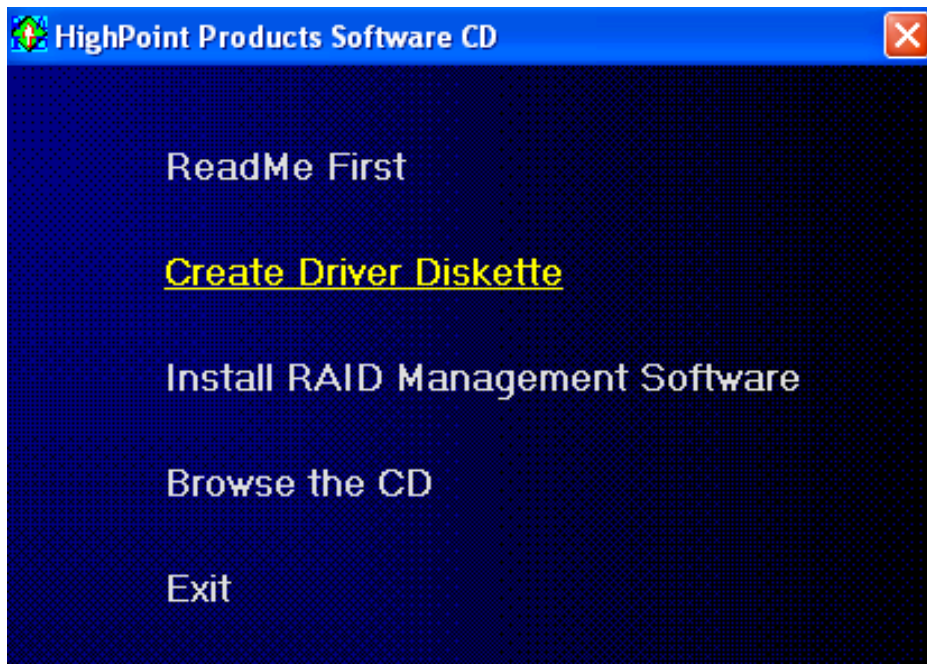 HighPoint Products Software CD
ReadMe First
Create Driver Diskette
Install RAID Management Software
Browse the CD
Exit